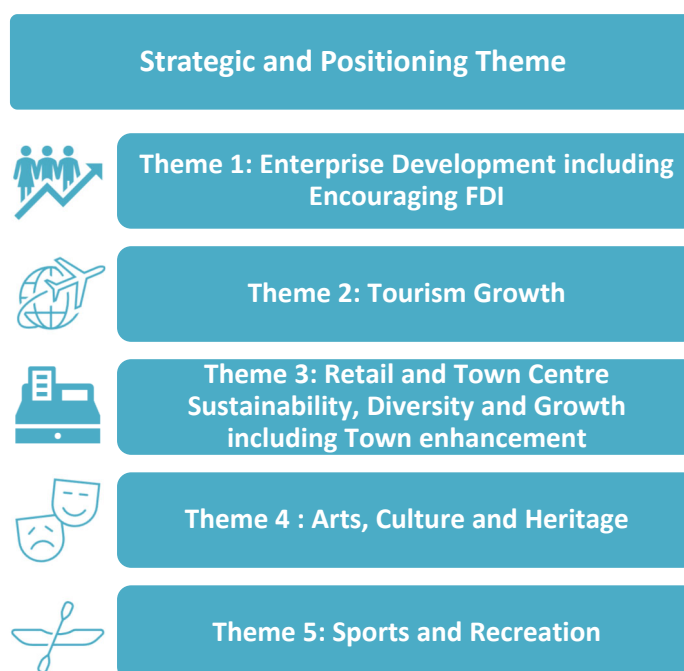 Strategic and Positioning Theme
Theme 1: Enterprise Development including
Encouraging FDI
Theme 2: Tourism Growth
Theme 3: Retail and Town Centre
Sustainability, Diversity and Growth
including Town enhancement
Theme 4 : Arts, Culture and Heritage
Theme 5: Sports and Recreation